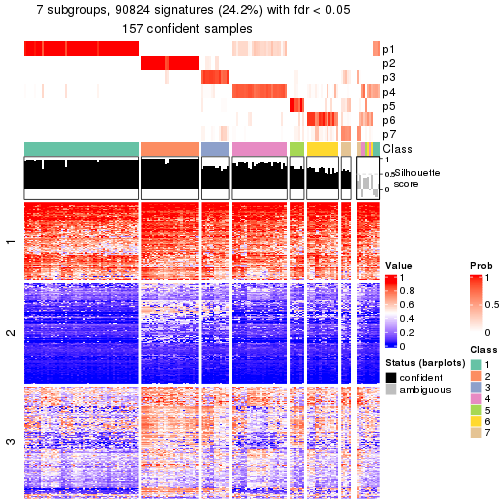 7 subgroups, 90824 signatures (24.2%) with fdr < 0.05
157 confident samples
p1
p2
p3
p4
p5
p6
p7
Class
1
0.5
0
Silhouette
score
1
2
3
Value
1
0.8
0.6
0.4
0.2
0
Status (barplots)
confident
ambiguous
Prob
1
0.5
0
Class
1
2
3
4
5
6
7